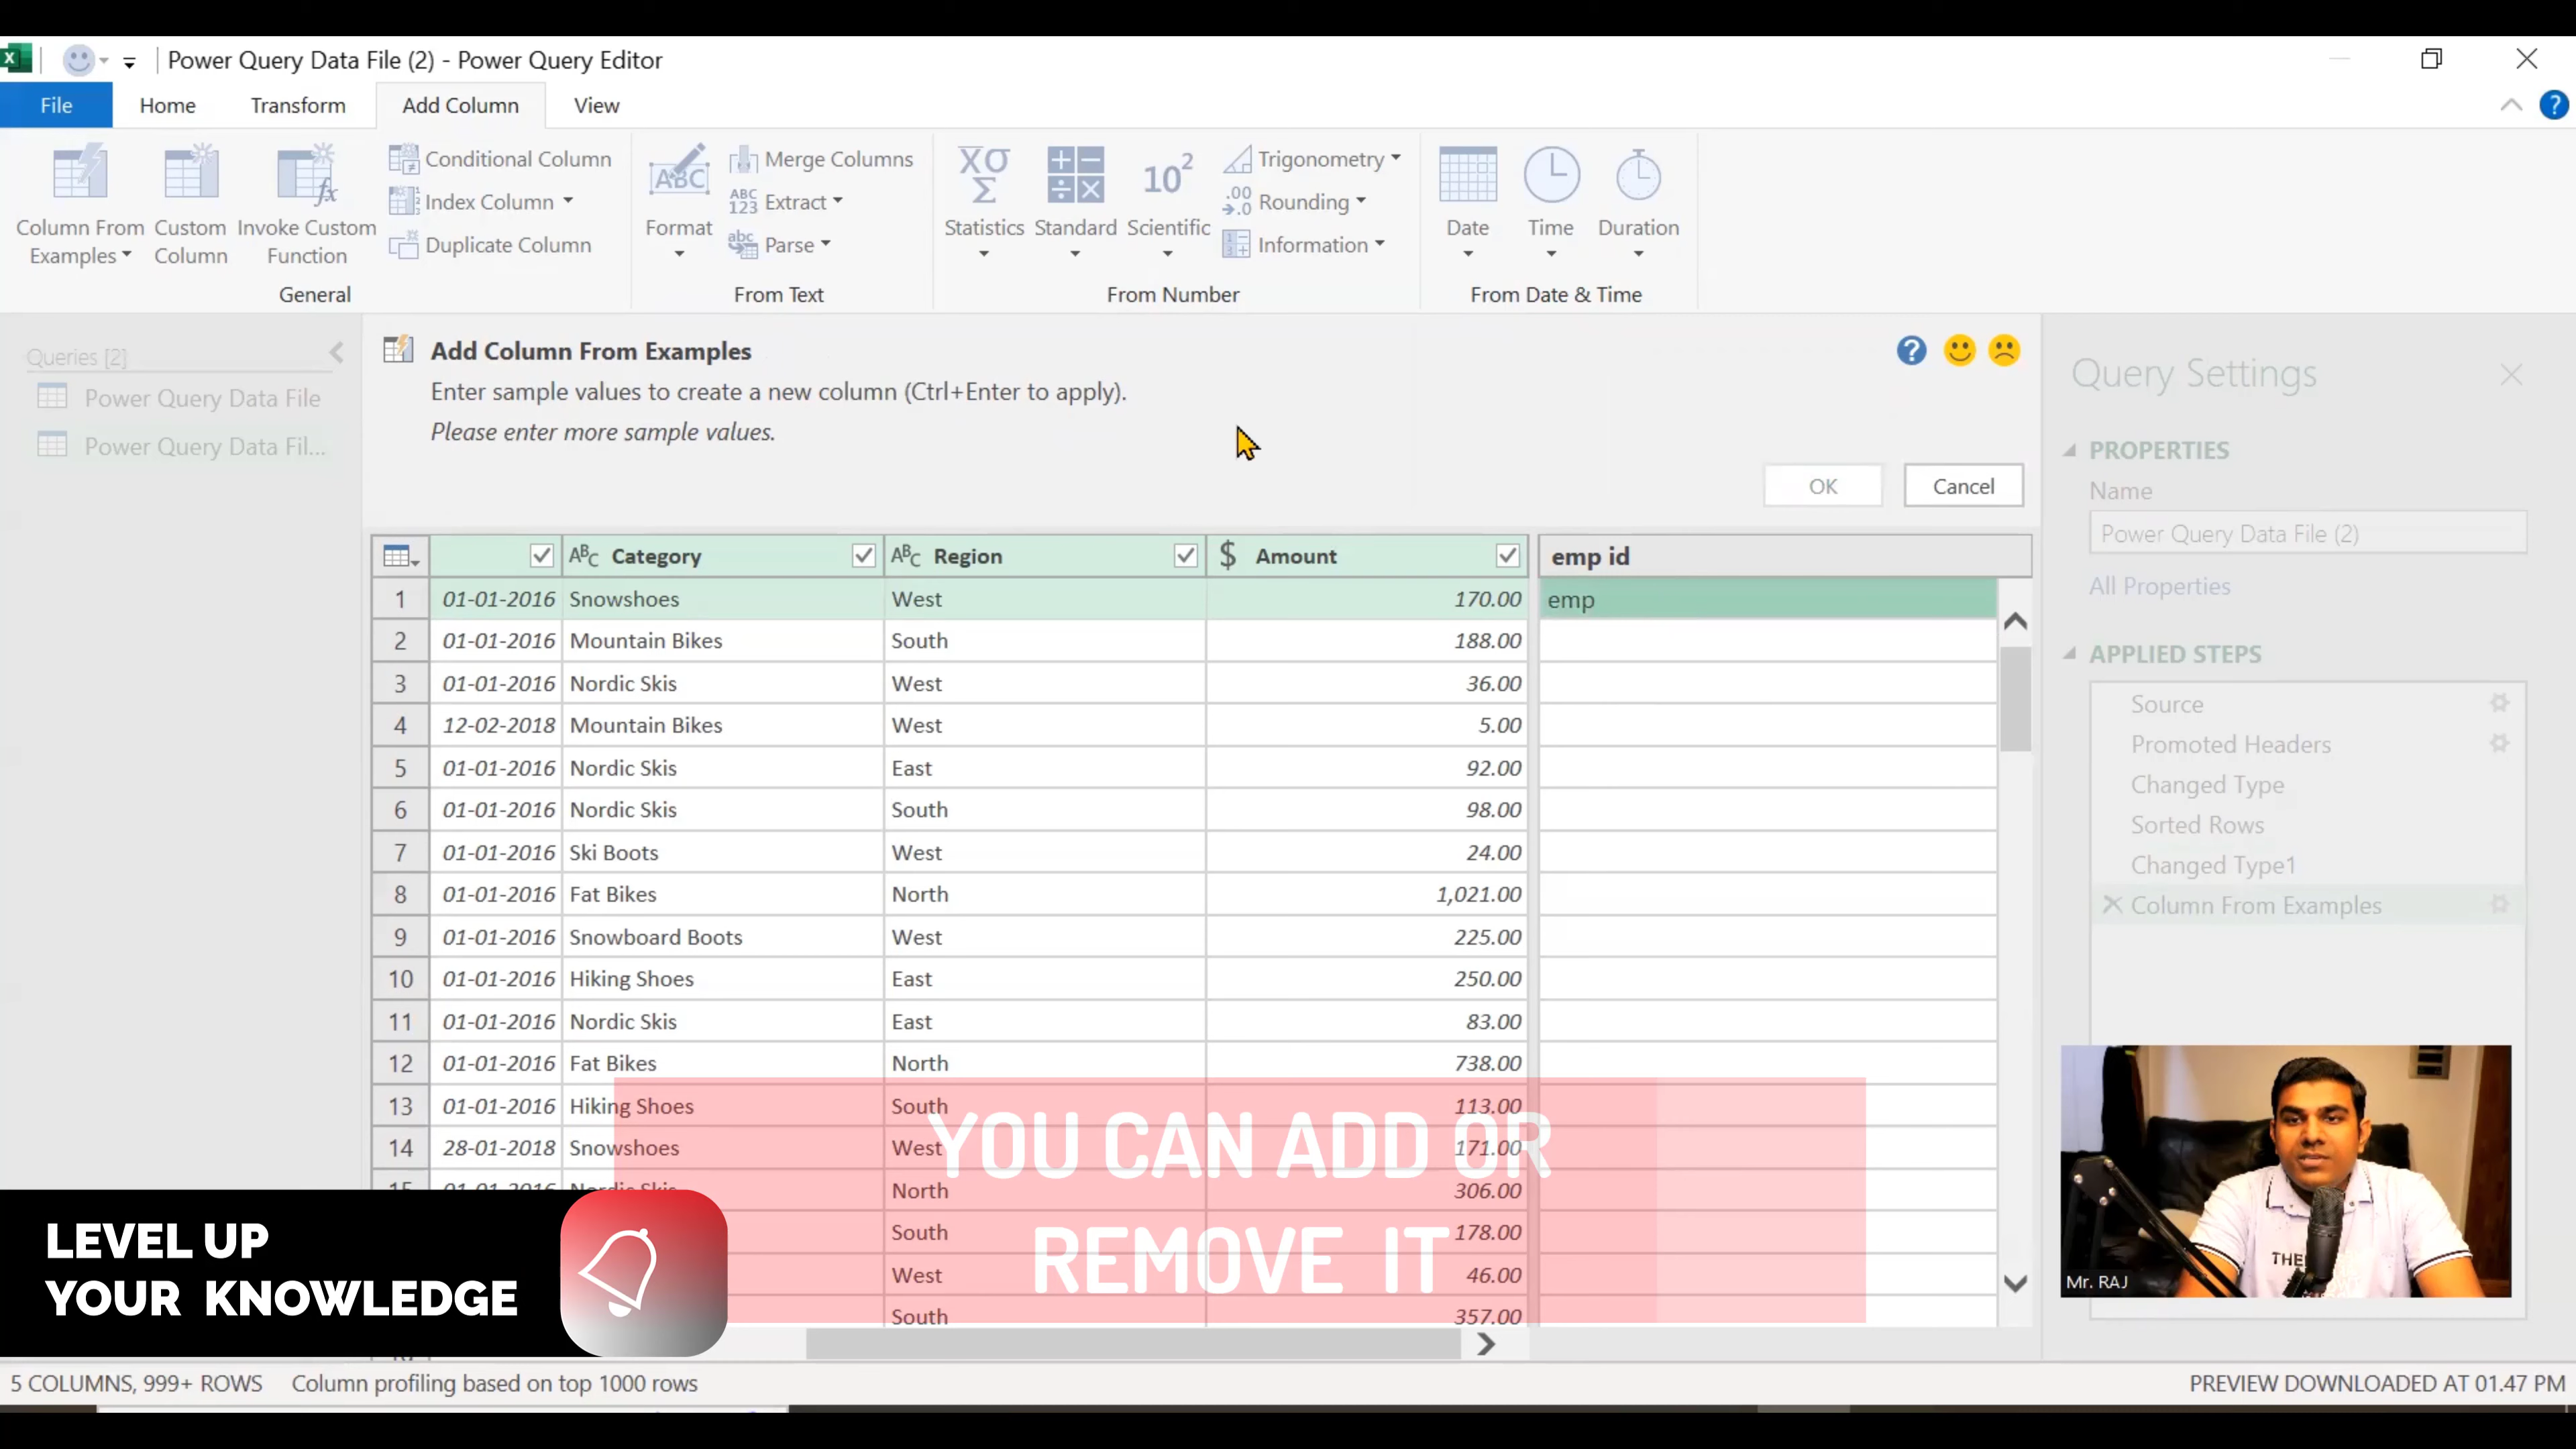 Power Query Data File (2) - Power Query Editor
File Home Transform Add Column View
Column From Examples
Custom Column
Invoke Custom Function
Conditional Column
Index Column
Duplicate Column
General
Format
Merge Columns
Extract
Parse
From Text
Statistics
Standard
Scientific
Trigonometry
Rounding
Information
From Number
Date
Time
Duration
From Date & Time
Queries [2]
Power Query Data File
Power Query Data Fil...
Add Column From Examples
Enter sample values to create a new column (Ctrl+Enter to apply).
Please enter more sample values.
OK Cancel
Category Region $ Amount emp id
1 01-01-2016 Snowshoes West 170.00 emp
2 01-01-2016 Mountain Bikes South 188.00
3 01-01-2016 Nordic Skis West 36.00
4 12-02-2018 Mountain Bikes West 5.00
5 01-01-2016 Nordic Skis East 92.00
6 01-01-2016 Nordic Skis South 98.00
7 01-01-2016 Ski Boots West 24.00
8 01-01-2016 Fat Bikes North 1,021.00
9 01-01-2016 Snowboard Boots West 225.00
10 01-01-2016 Hiking Shoes East 250.00
11 01-01-2016 Nordic Skis East 83.00
12 01-01-2016 Fat Bikes North 738.00
13 01-01-2016 Hiking Shoes South 113.00
14 28-01-2018 Snowshoes West 171.00
North 306.00
South 178.00
West 46.00
South 357.00
YOU CAN ADD OR
REMOVE IT
LEVEL UP
YOUR KNOWLEDGE
Query Settings
PROPERTIES
Name
Power Query Data File (2)
All Properties
APPLIED STEPS
Source
Promoted Headers
Changed Type
Sorted Rows
Changed Type1
Column From Examples
Mr. RAJ
5 COLUMNS, 999+ ROWS Column profiling based on top 1000 rows
PREVIEW DOWNLOADED AT 01.47 PM